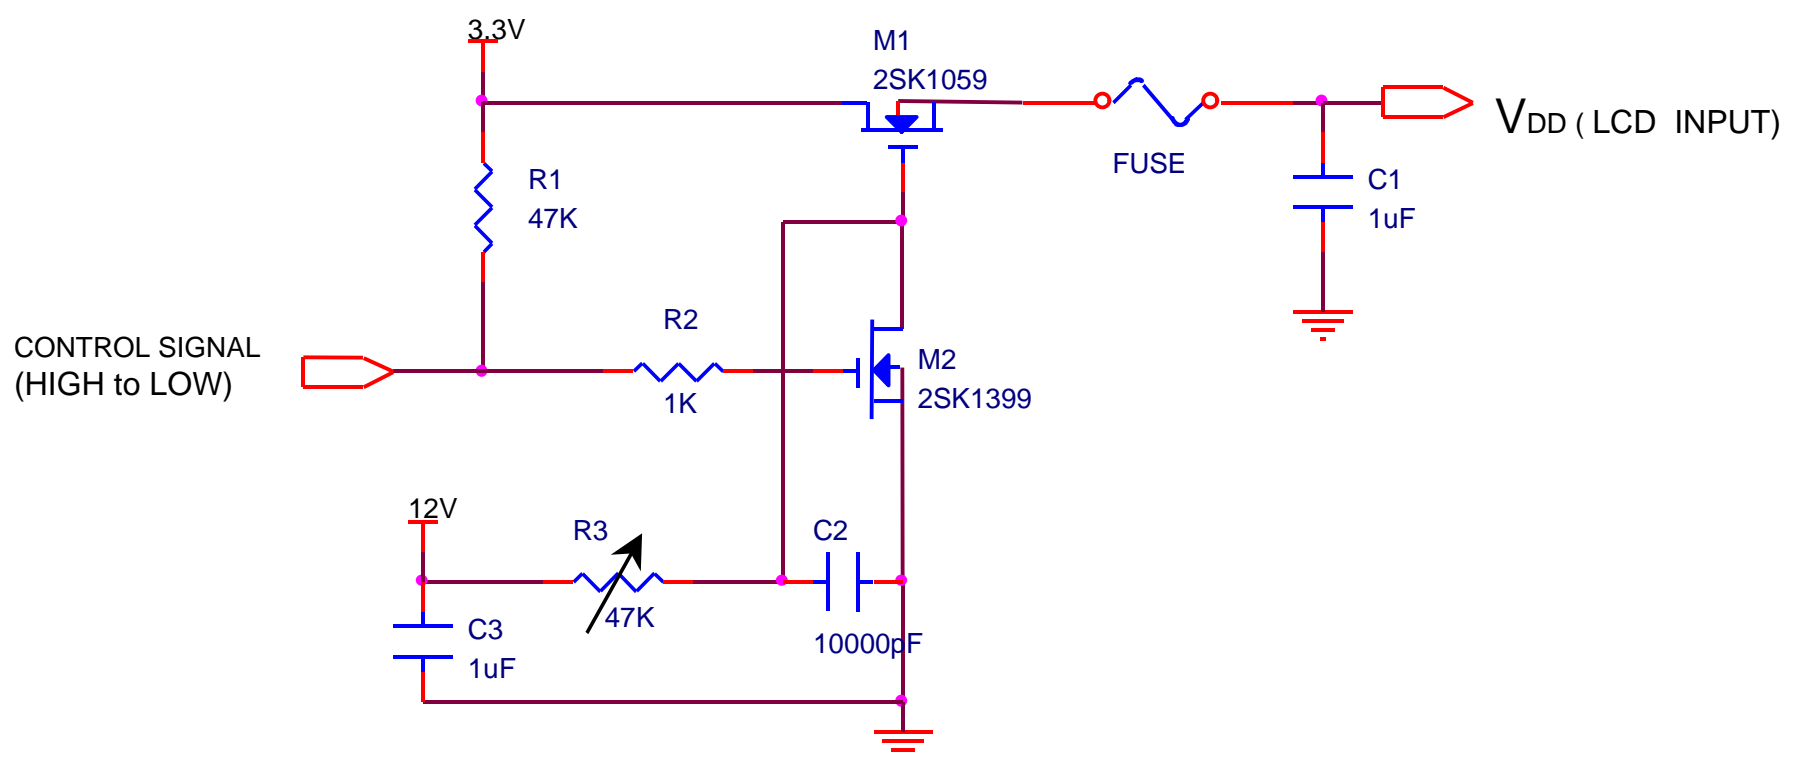 3.3V
M1
2SK1059
VDD ( LCD INPUT)
FUSE
R1
47K
C1
1uF
R2
1K
CONTROL SIGNAL
(HIGH to LOW)
M2
2SK1399
12V
R3
47K
C2
10000pF
C3
1uF